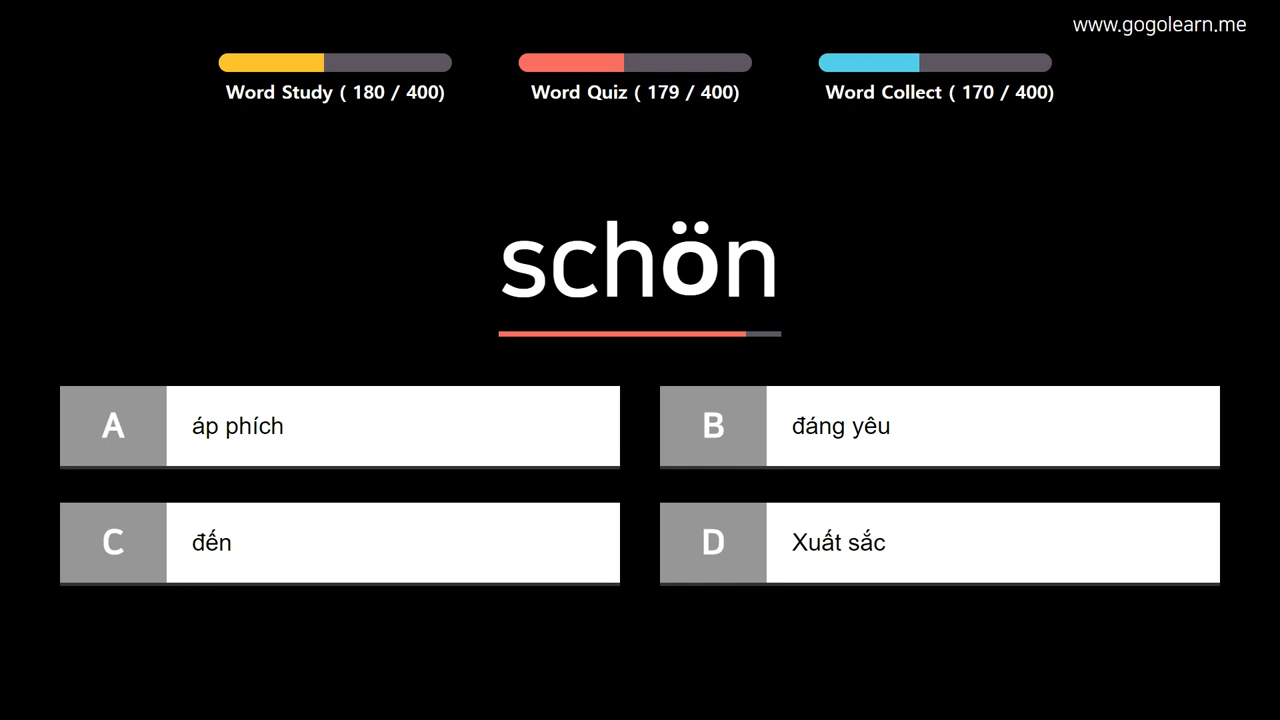 www.gogolearn.me
Word Study ( 180 / 400)
Word Quiz ( 179 / 400)
Word Collect ( 170 / 400)
schön
A
áp phích
B
đáng yêu
C
đến
D
Xuất sắc